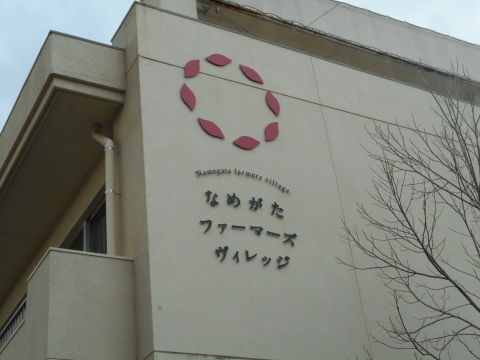 Namegata farmers village
なめがた
ファーマーズ
ヴィレッジ